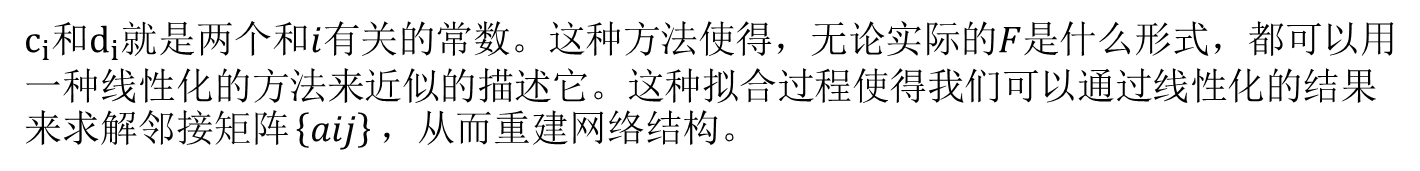 cᵢ和dᵢ就是两个和i有关的常数。这种方法使得，无论实际的F是什么形式，都可以用
一种线性化的方法来近似的描述它。这种拟合过程使得我们可以通过线性化的结果
来求解邻接矩阵{aij}，从而重建网络结构。